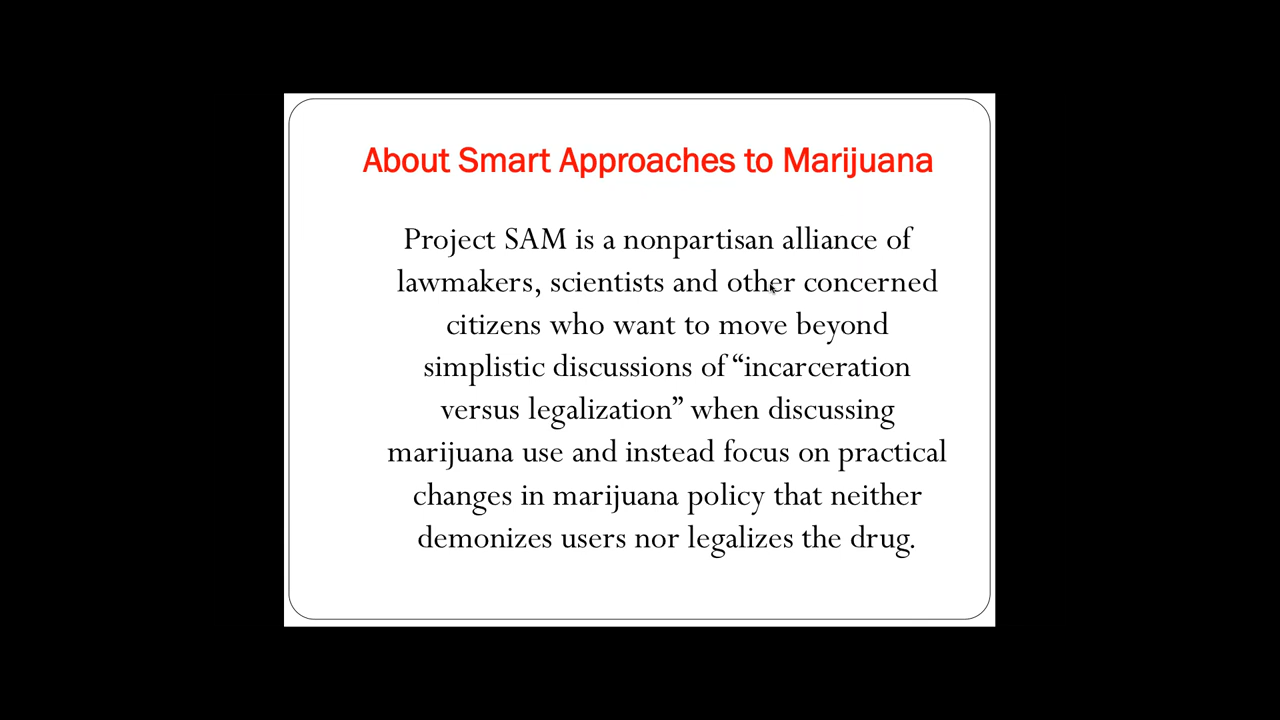 About Smart Approaches to Marijuana
Project SAM is a nonpartisan alliance of
lawmakers, scientists and other concerned
citizens who want to move beyond
simplistic discussions of “incarceration
versus legalization” when discussing
marijuana use and instead focus on practical
changes in marijuana policy that neither
demonizes users nor legalizes the drug.